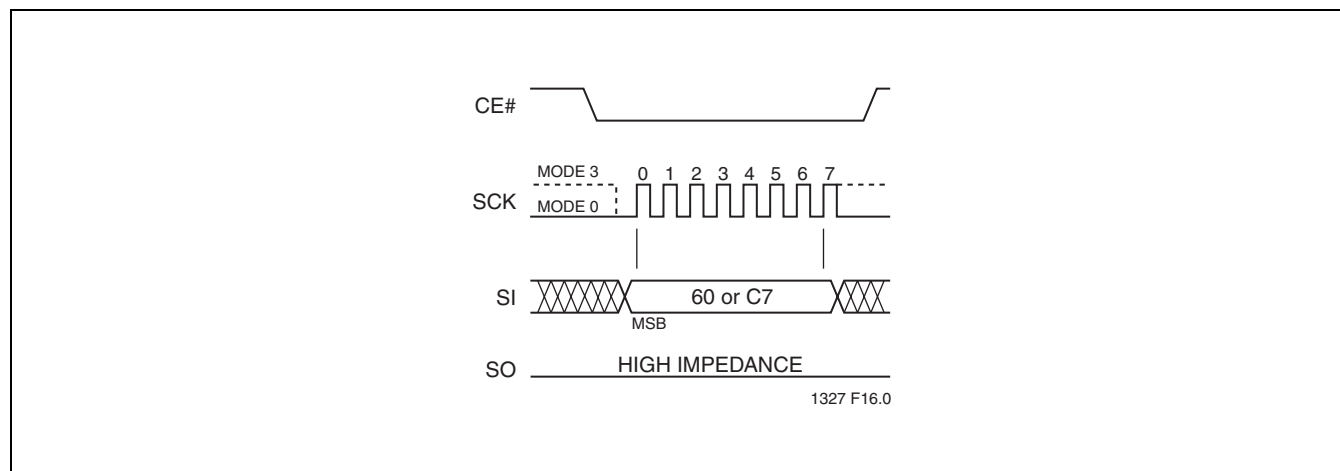 CE#
MODE 3
0 1 2 3 4 5 6 7
SCK
MODE 0
SI
60 or C7
MSB
SO
HIGH IMPEDANCE
1327 F16.0